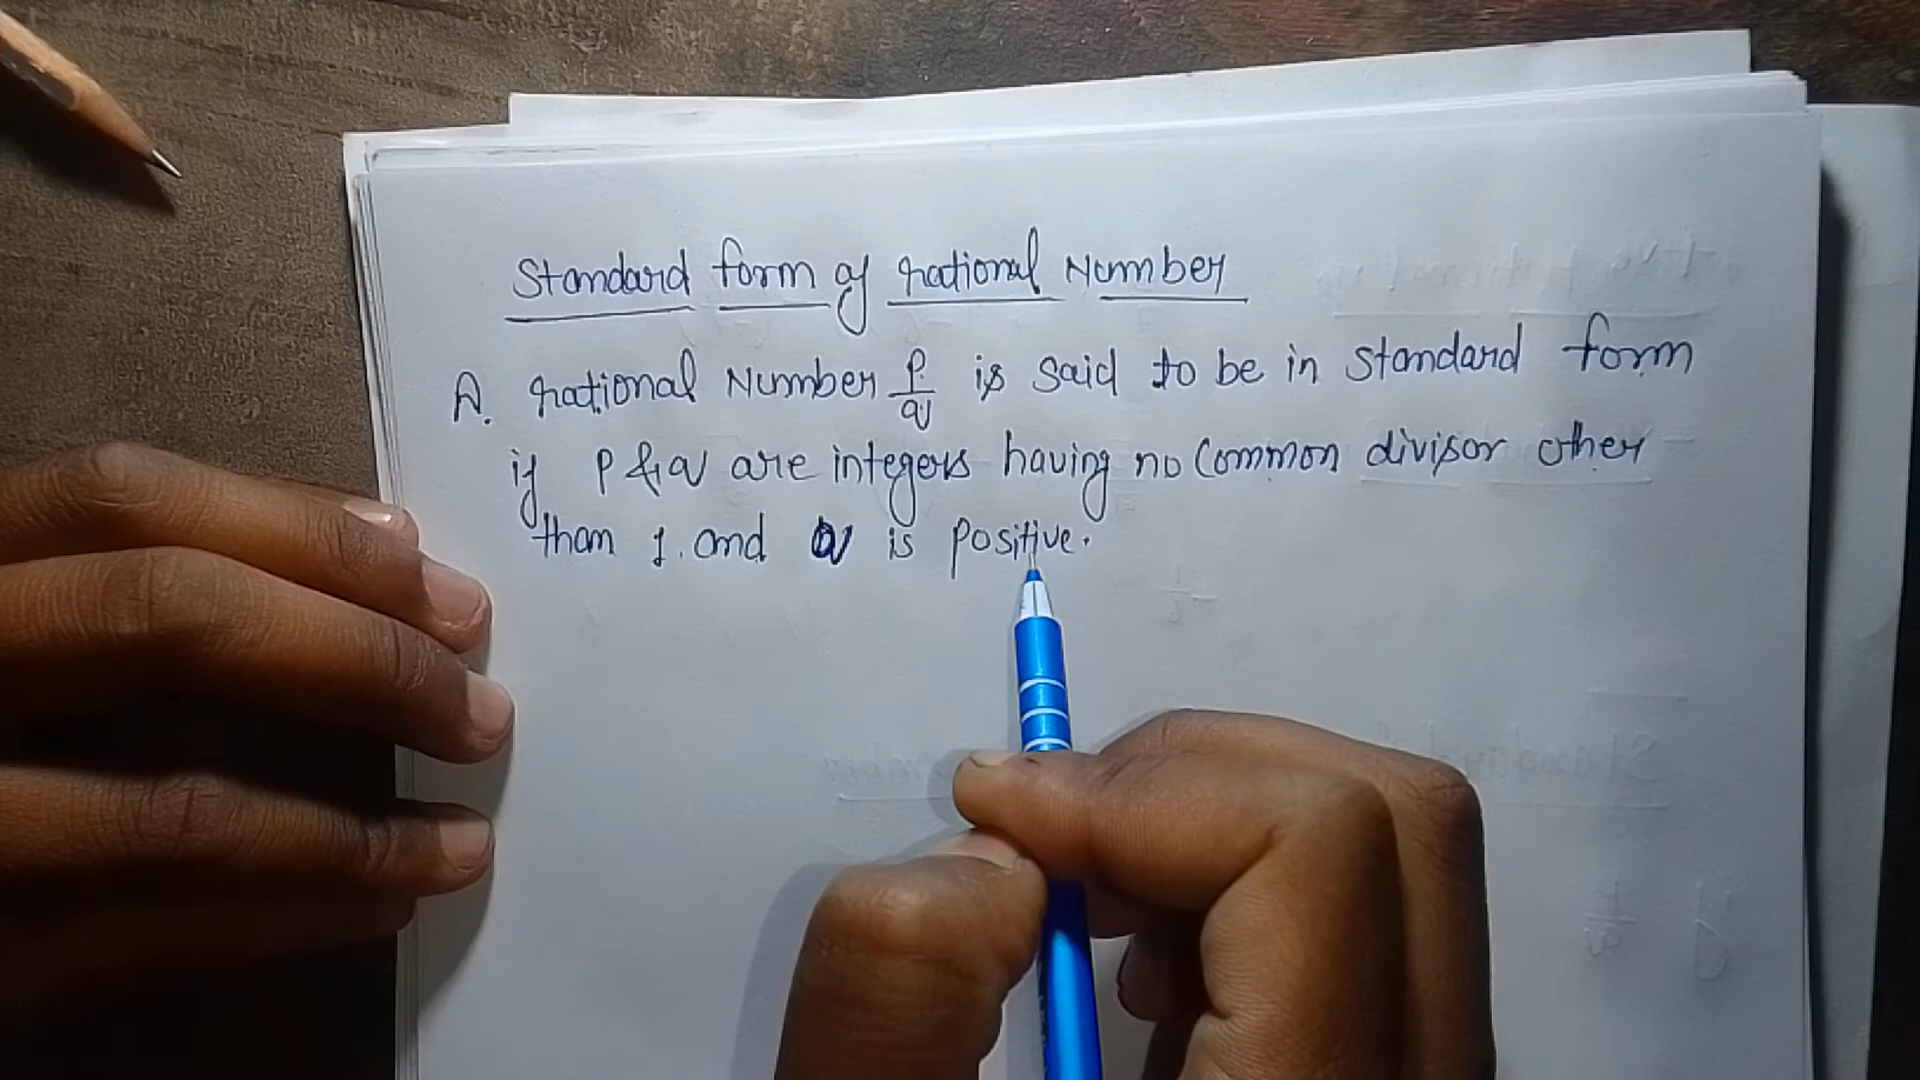 Standard form of rational Number
A. rational Number p/q is said to be in standard form
if P & q are integers having no common divisor other
than 1. and q is positive.